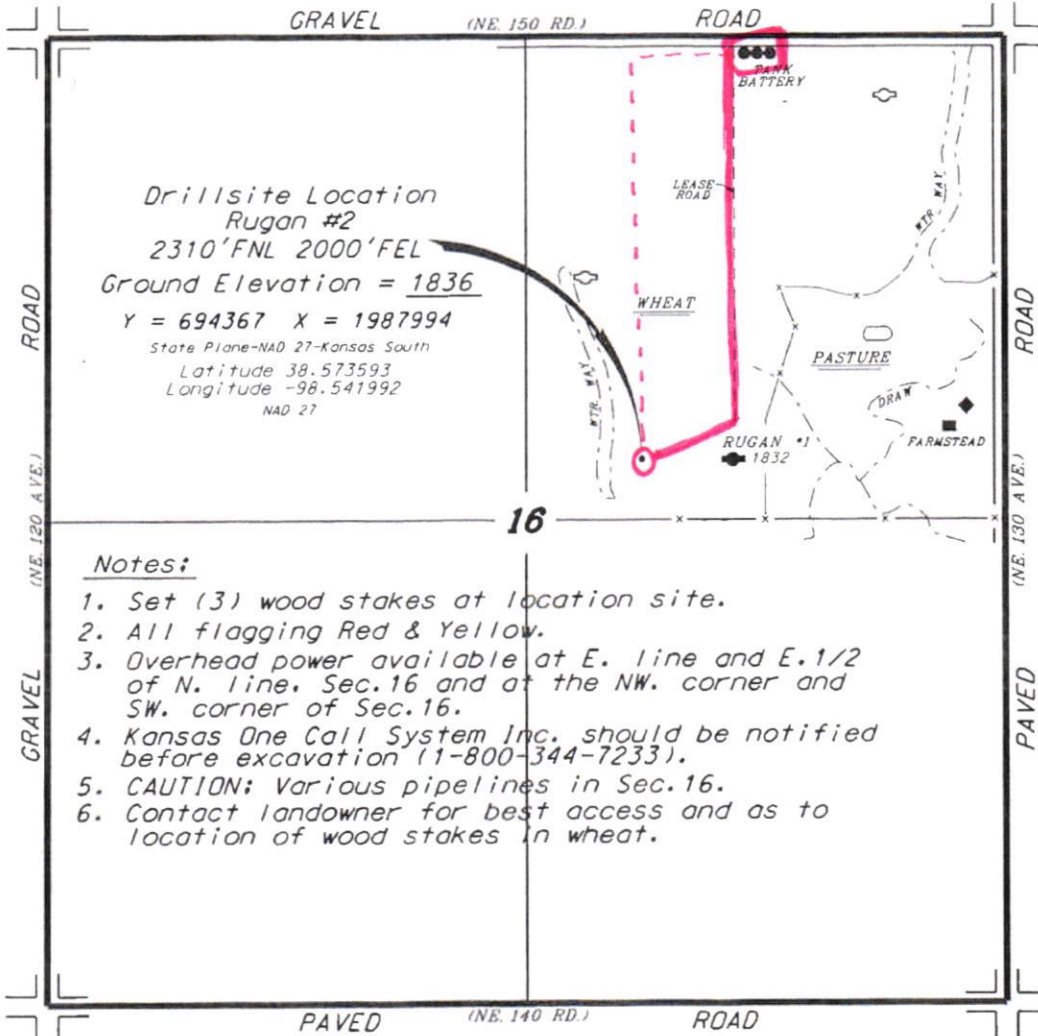 GRAVEL (NE. 150 RD.) ROAD
TANK
BATTERY
Drillsite Location
Rugan #2
2310'FNL 2000'FEL
Ground Elevation = 1836
Y = 694367 X = 1987994
State Plane-NAD 27-Kansas South
Latitude 38.573593
Longitude -98.541992
NAD 27
LEASE
ROAD
WTR. WAY
WHEAT
WTR. WAY
PASTURE
DRAW
RUGAN #1
1832
FARMSTEAD
16
ROAD
(NE. 120 AVE.)
GRAVEL
ROAD
(NE. 130 AVE.)
PAVED
Notes:
1. Set (3) wood stakes at location site.
2. All flagging Red & Yellow.
3. Overhead power available at E. line and E.1/2
of N. line. Sec.16 and at the NW. corner and
SW. corner of Sec.16.
4. Kansas One Call System Inc. should be notified
before excavation (1-800-344-7233).
5. CAUTION: Various pipelines in Sec.16.
6. Contact landowner for best access and as to
location of wood stakes in wheat.
PAVED (NE. 140 RD.) ROAD